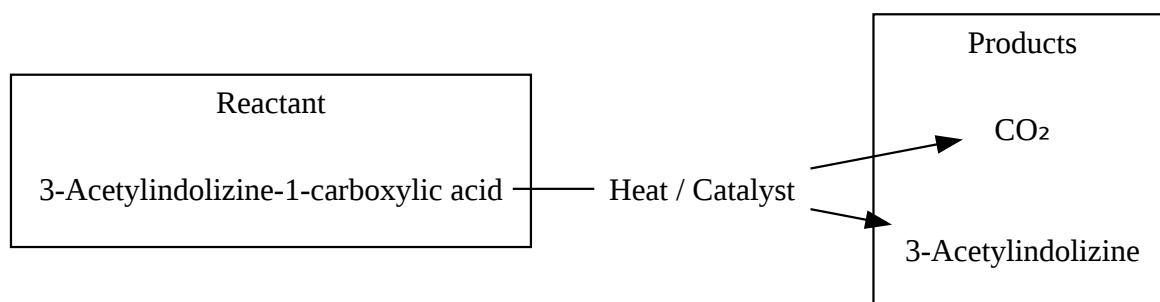 Products
Reactant
CO₂
3-Acetylindolizine-1-carboxylic acid
Heat / Catalyst
3-Acetylindolizine